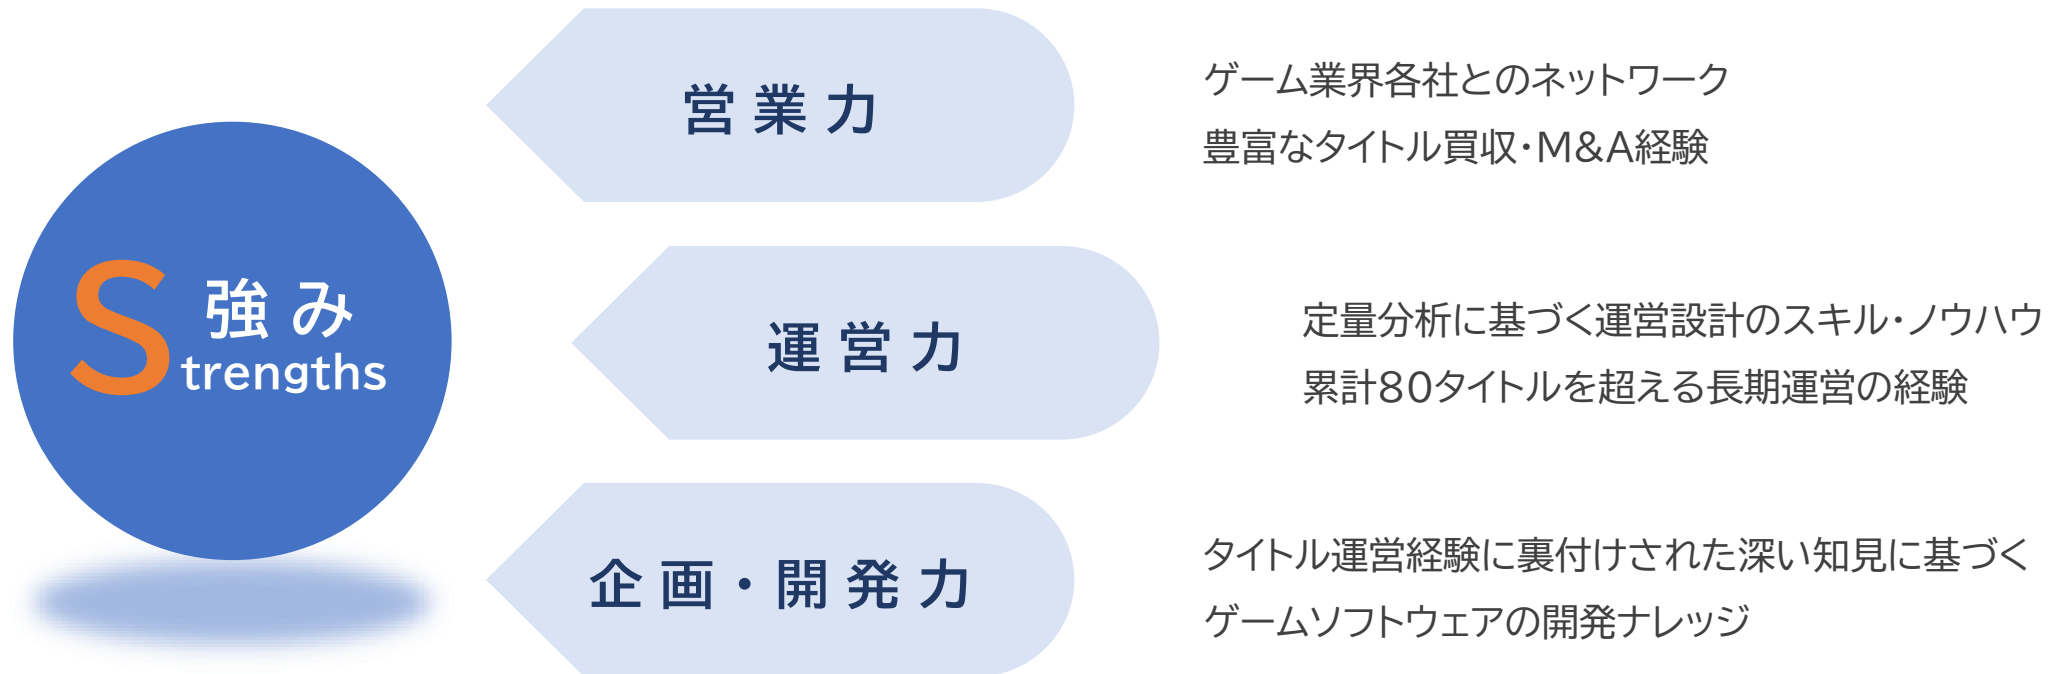 強み
Strengths
営業力
ゲーム業界各社とのネットワーク
豊富なタイトル買収・M&A経験
運営力
定量分析に基づく運営設計のスキル・ノウハウ
累計80タイトルを超える長期運営の経験
企画・開発力
タイトル運営経験に裏付けされた深い知見に基づく
ゲームソフトウェアの開発ナレッジ